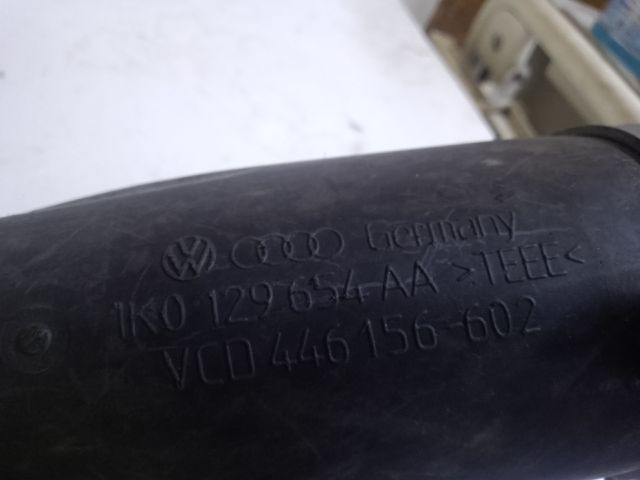 Germany
1K0 129 654 AA >TEEE<
VCD 446 156-602